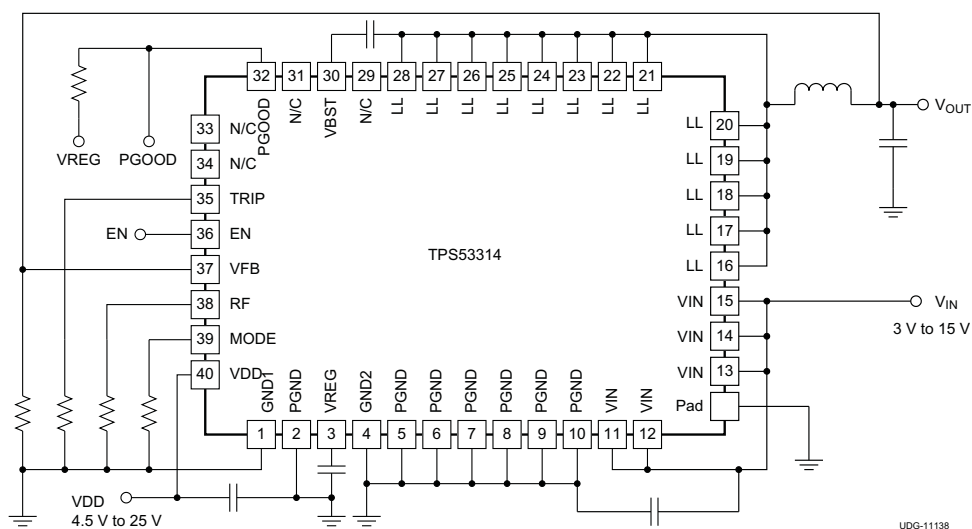 32 31 30 29 28 27 26 25 24 23 22 21
PGOOD N/C VBST N/C LL LL LL LL LL LL LL LL
VREG PGOOD
33 N/C
34 N/C
35 TRIP
EN 36 EN
37 VFB
38 RF
39 MODE
40 VDD
TPS53314
LL 20
LL 19
LL 18
LL 17
LL 16
VIN 15
VIN 14
VIN 13
Pad
VOUT
VIN
3 V to 15 V
GND1 PGND VREG GND2 PGND PGND PGND PGND PGND PGND VIN VIN
1 2 3 4 5 6 7 8 9 10 11 12
VDD
4.5 V to 25 V
UDG-11138